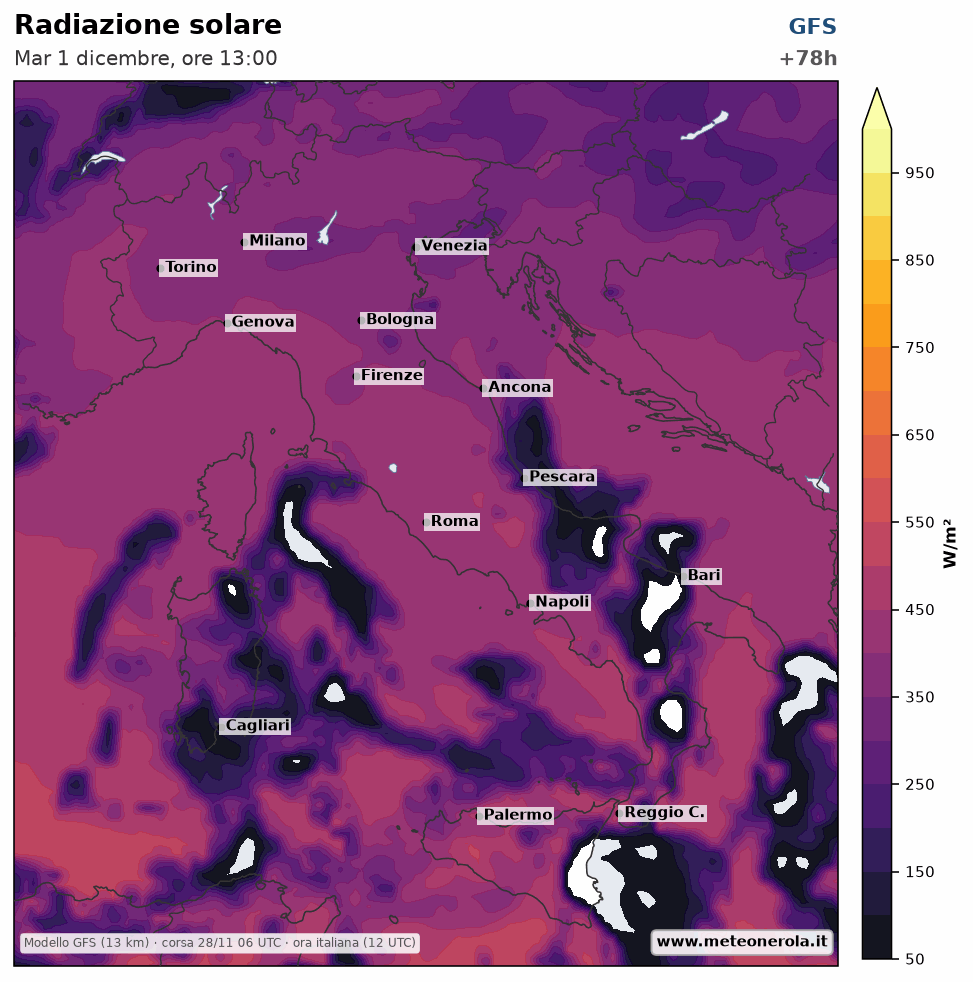 Radiazione solare
GFS
Mar 1 dicembre, ore 13:00
+78h
Milano
Venezia
Torino
Genova
Bologna
Firenze
Ancona
Pescara
Roma
Bari
Napoli
Cagliari
Palermo
Reggio C.
950
850
750
650
550
450
350
250
150
50
W/m²
Modello GFS (13 km) · corsa 28/11 06 UTC · ora italiana (12 UTC)
www.meteonerola.it